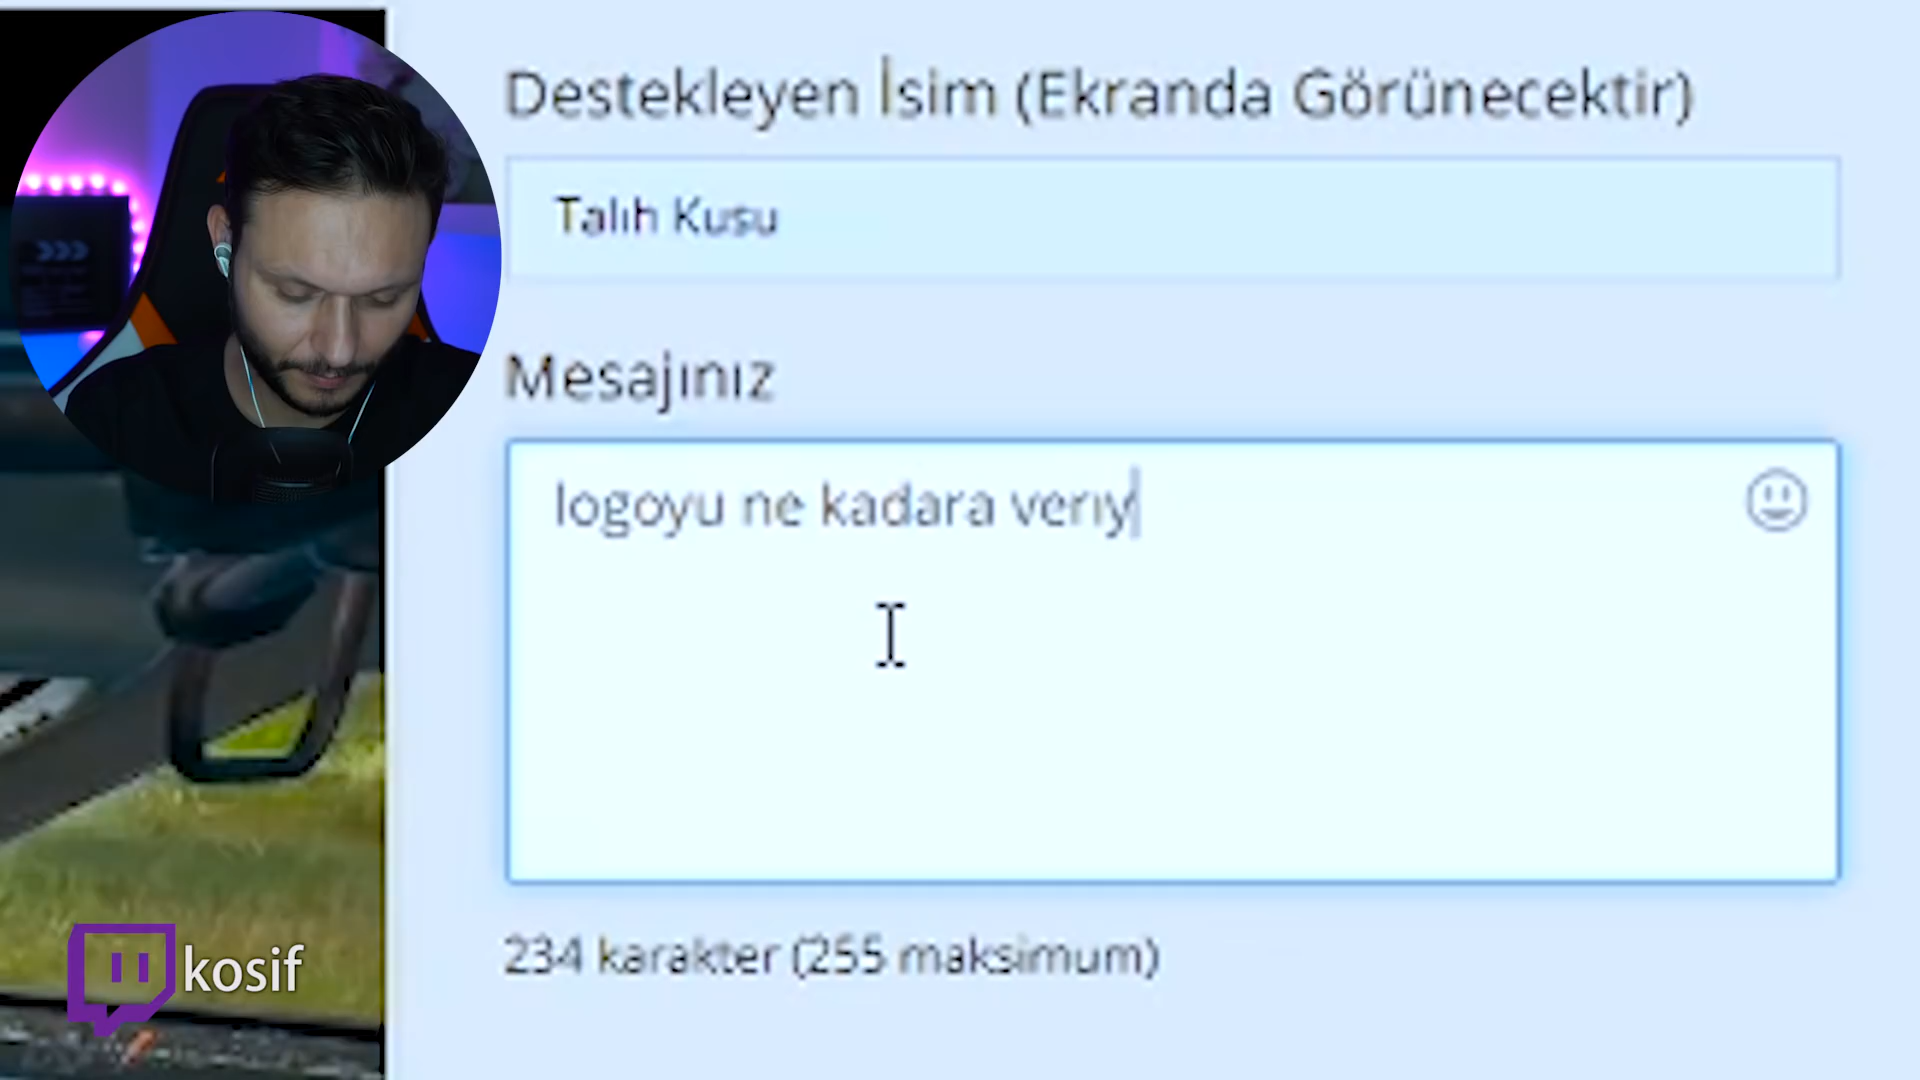 Destekleyen İsim (Ekranda Görünecektir)
Talıh Kusu
Mesajınız
logoyu ne kadara verıy
234 karakter (255 maksimum)
kosif